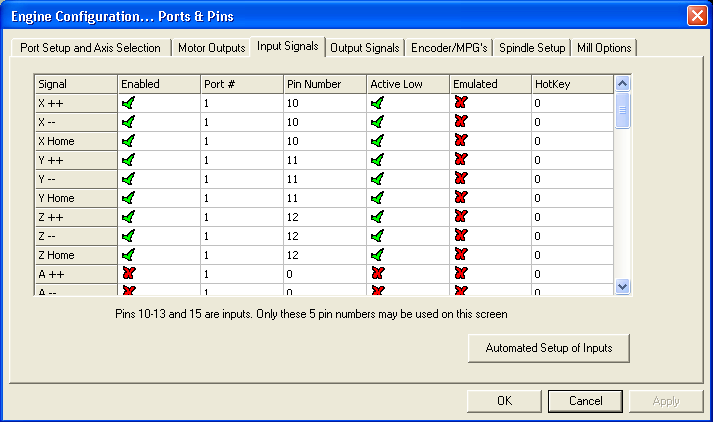 Engine Configuration... Ports & Pins
Port Setup and Axis Selection Motor Outputs Input Signals Output Signals Encoder/MPG's Spindle Setup Mill Options
Signal Enabled Port # Pin Number Active Low Emulated HotKey
X ++ 1 10 0
X -- 1 10 0
X Home 1 10 0
Y ++ 1 11 0
Y -- 1 11 0
Y Home 1 11 0
Z ++ 1 12 0
Z -- 1 12 0
Z Home 1 12 0
A ++ 1 0 0
A -- 1 0 0
Pins 10-13 and 15 are inputs. Only these 5 pin numbers may be used on this screen
Automated Setup of Inputs
OK Cancel Apply